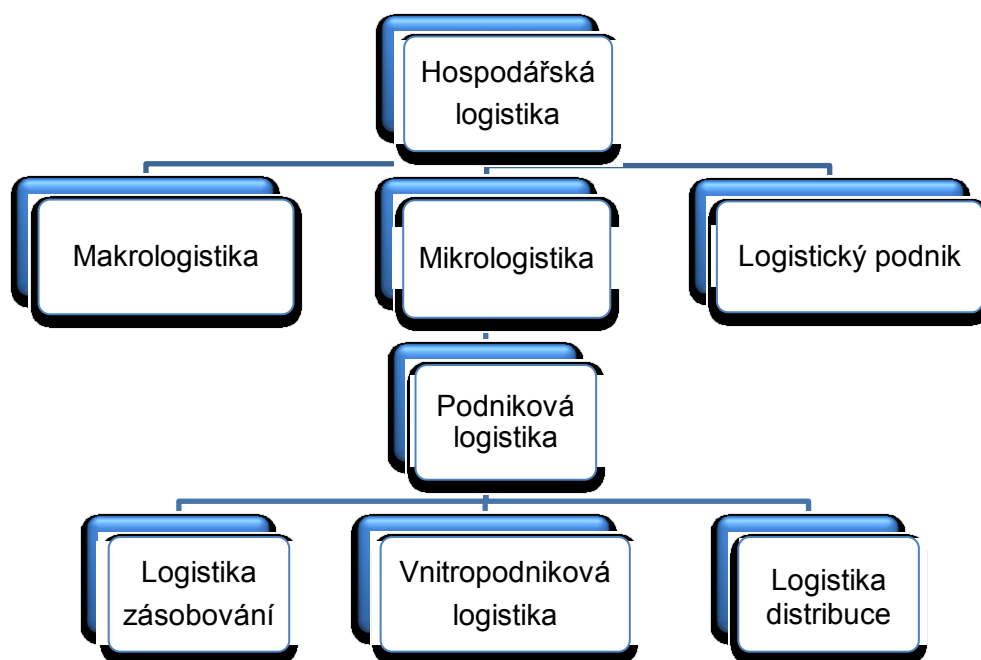 Hospodářská
logistika
Makrologistika
Mikrologistika
Logistický podnik
Podniková
logistika
Logistika
zásobování
Vnitropodniková
logistika
Logistika
distribuce